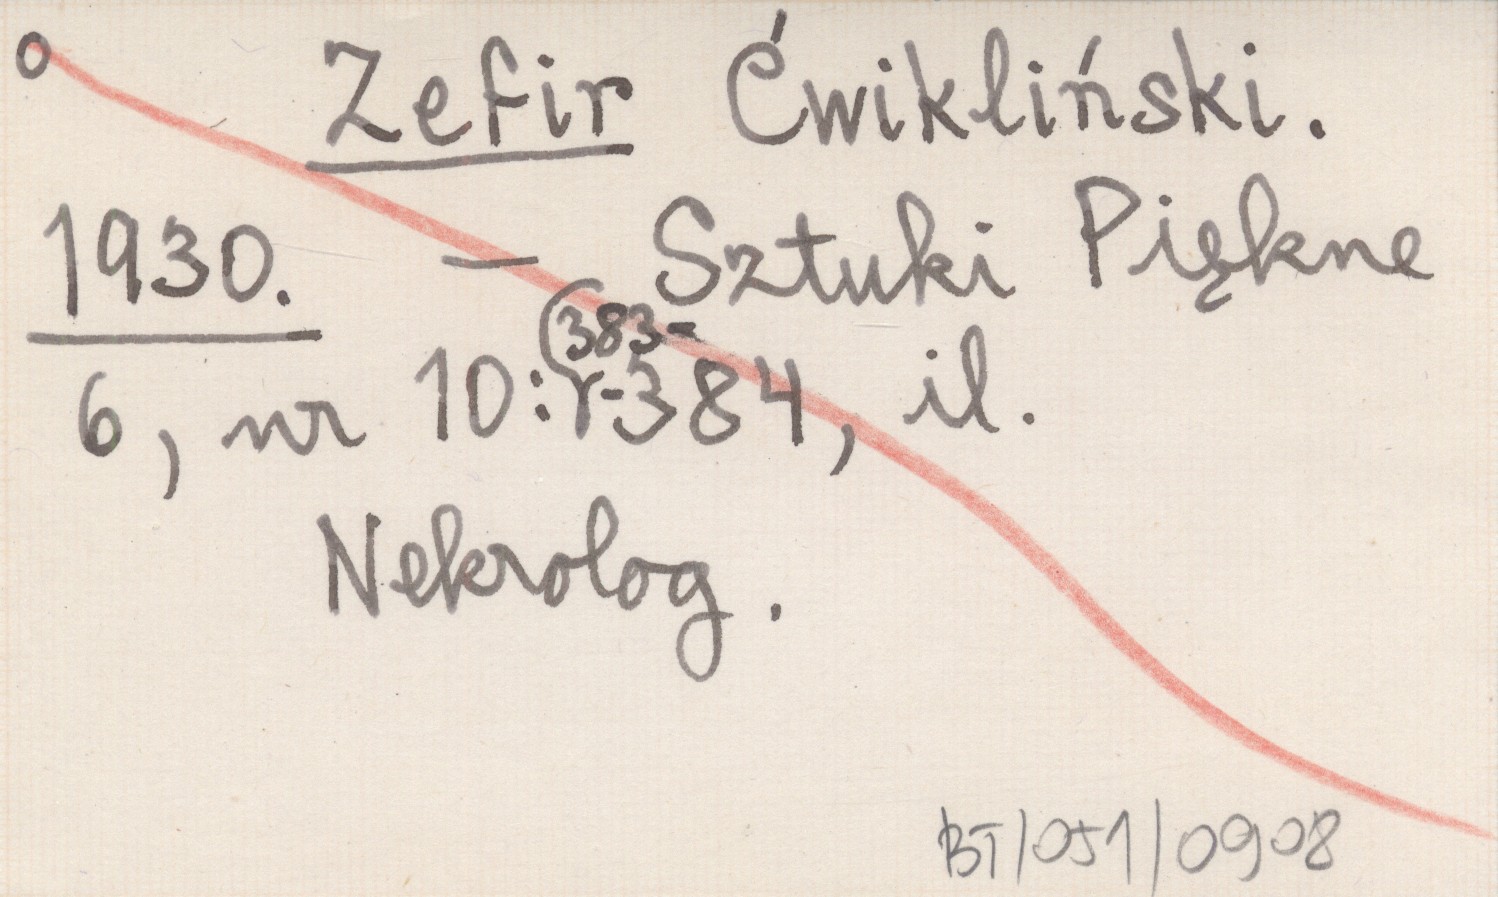 o Zefir Ćwikliński.
1930. — Sztuki Piękne
(383-
6, nr 10:r-384, il.
Nekrolog.
BT/051/0908